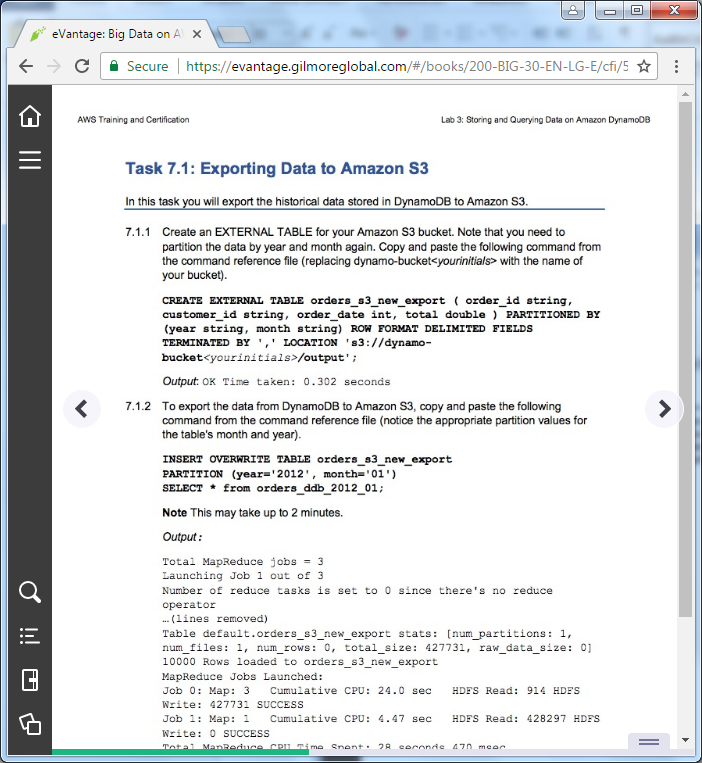 eVantage: Big Data on A
Secure
https://evantage.gilmoreglobal.com/#/books/200-BIG-30-EN-LG-E/cfi/5
AWS Training and Certification
Lab 3: Storing and Querying Data on Amazon DynamoDB
Task 7.1: Exporting Data to Amazon S3
In this task you will export the historical data stored in DynamoDB to Amazon S3.
7.1.1 Create an EXTERNAL TABLE for your Amazon S3 bucket. Note that you need to
partition the data by year and month again. Copy and paste the following command from
the command reference file (replacing dynamo-bucket<yourinitials> with the name of
your bucket).
CREATE EXTERNAL TABLE orders_s3_new_export ( order_id string,
customer_id string, order_date int, total double ) PARTITIONED BY
(year string, month string) ROW FORMAT DELIMITED FIELDS
TERMINATED BY ',' LOCATION 's3://dynamo-
bucket<yourinitials>/output';
Output: OK Time taken: 0.302 seconds
7.1.2 To export the data from DynamoDB to Amazon S3, copy and paste the following
command from the command reference file (notice the appropriate partition values for
the table's month and year).
INSERT OVERWRITE TABLE orders_s3_new_export
PARTITION (year='2012', month='01')
SELECT * from orders_ddb_2012_01;
Note This may take up to 2 minutes.
Output:
Total MapReduce jobs = 3
Launching Job 1 out of 3
Number of reduce tasks is set to 0 since there's no reduce
operator
…(lines removed)
Table default.orders_s3_new_export stats: [num_partitions: 1,
num_files: 1, num_rows: 0, total_size: 427731, raw_data_size: 0]
10000 Rows loaded to orders_s3_new_export
MapReduce Jobs Launched:
Job 0: Map: 3 Cumulative CPU: 24.0 sec HDFS Read: 914 HDFS
Write: 427731 SUCCESS
Job 1: Map: 1 Cumulative CPU: 4.47 sec HDFS Read: 428297 HDFS
Write: 0 SUCCESS
Total MapReduce CPU Time Spent: 28 seconds 470 msec